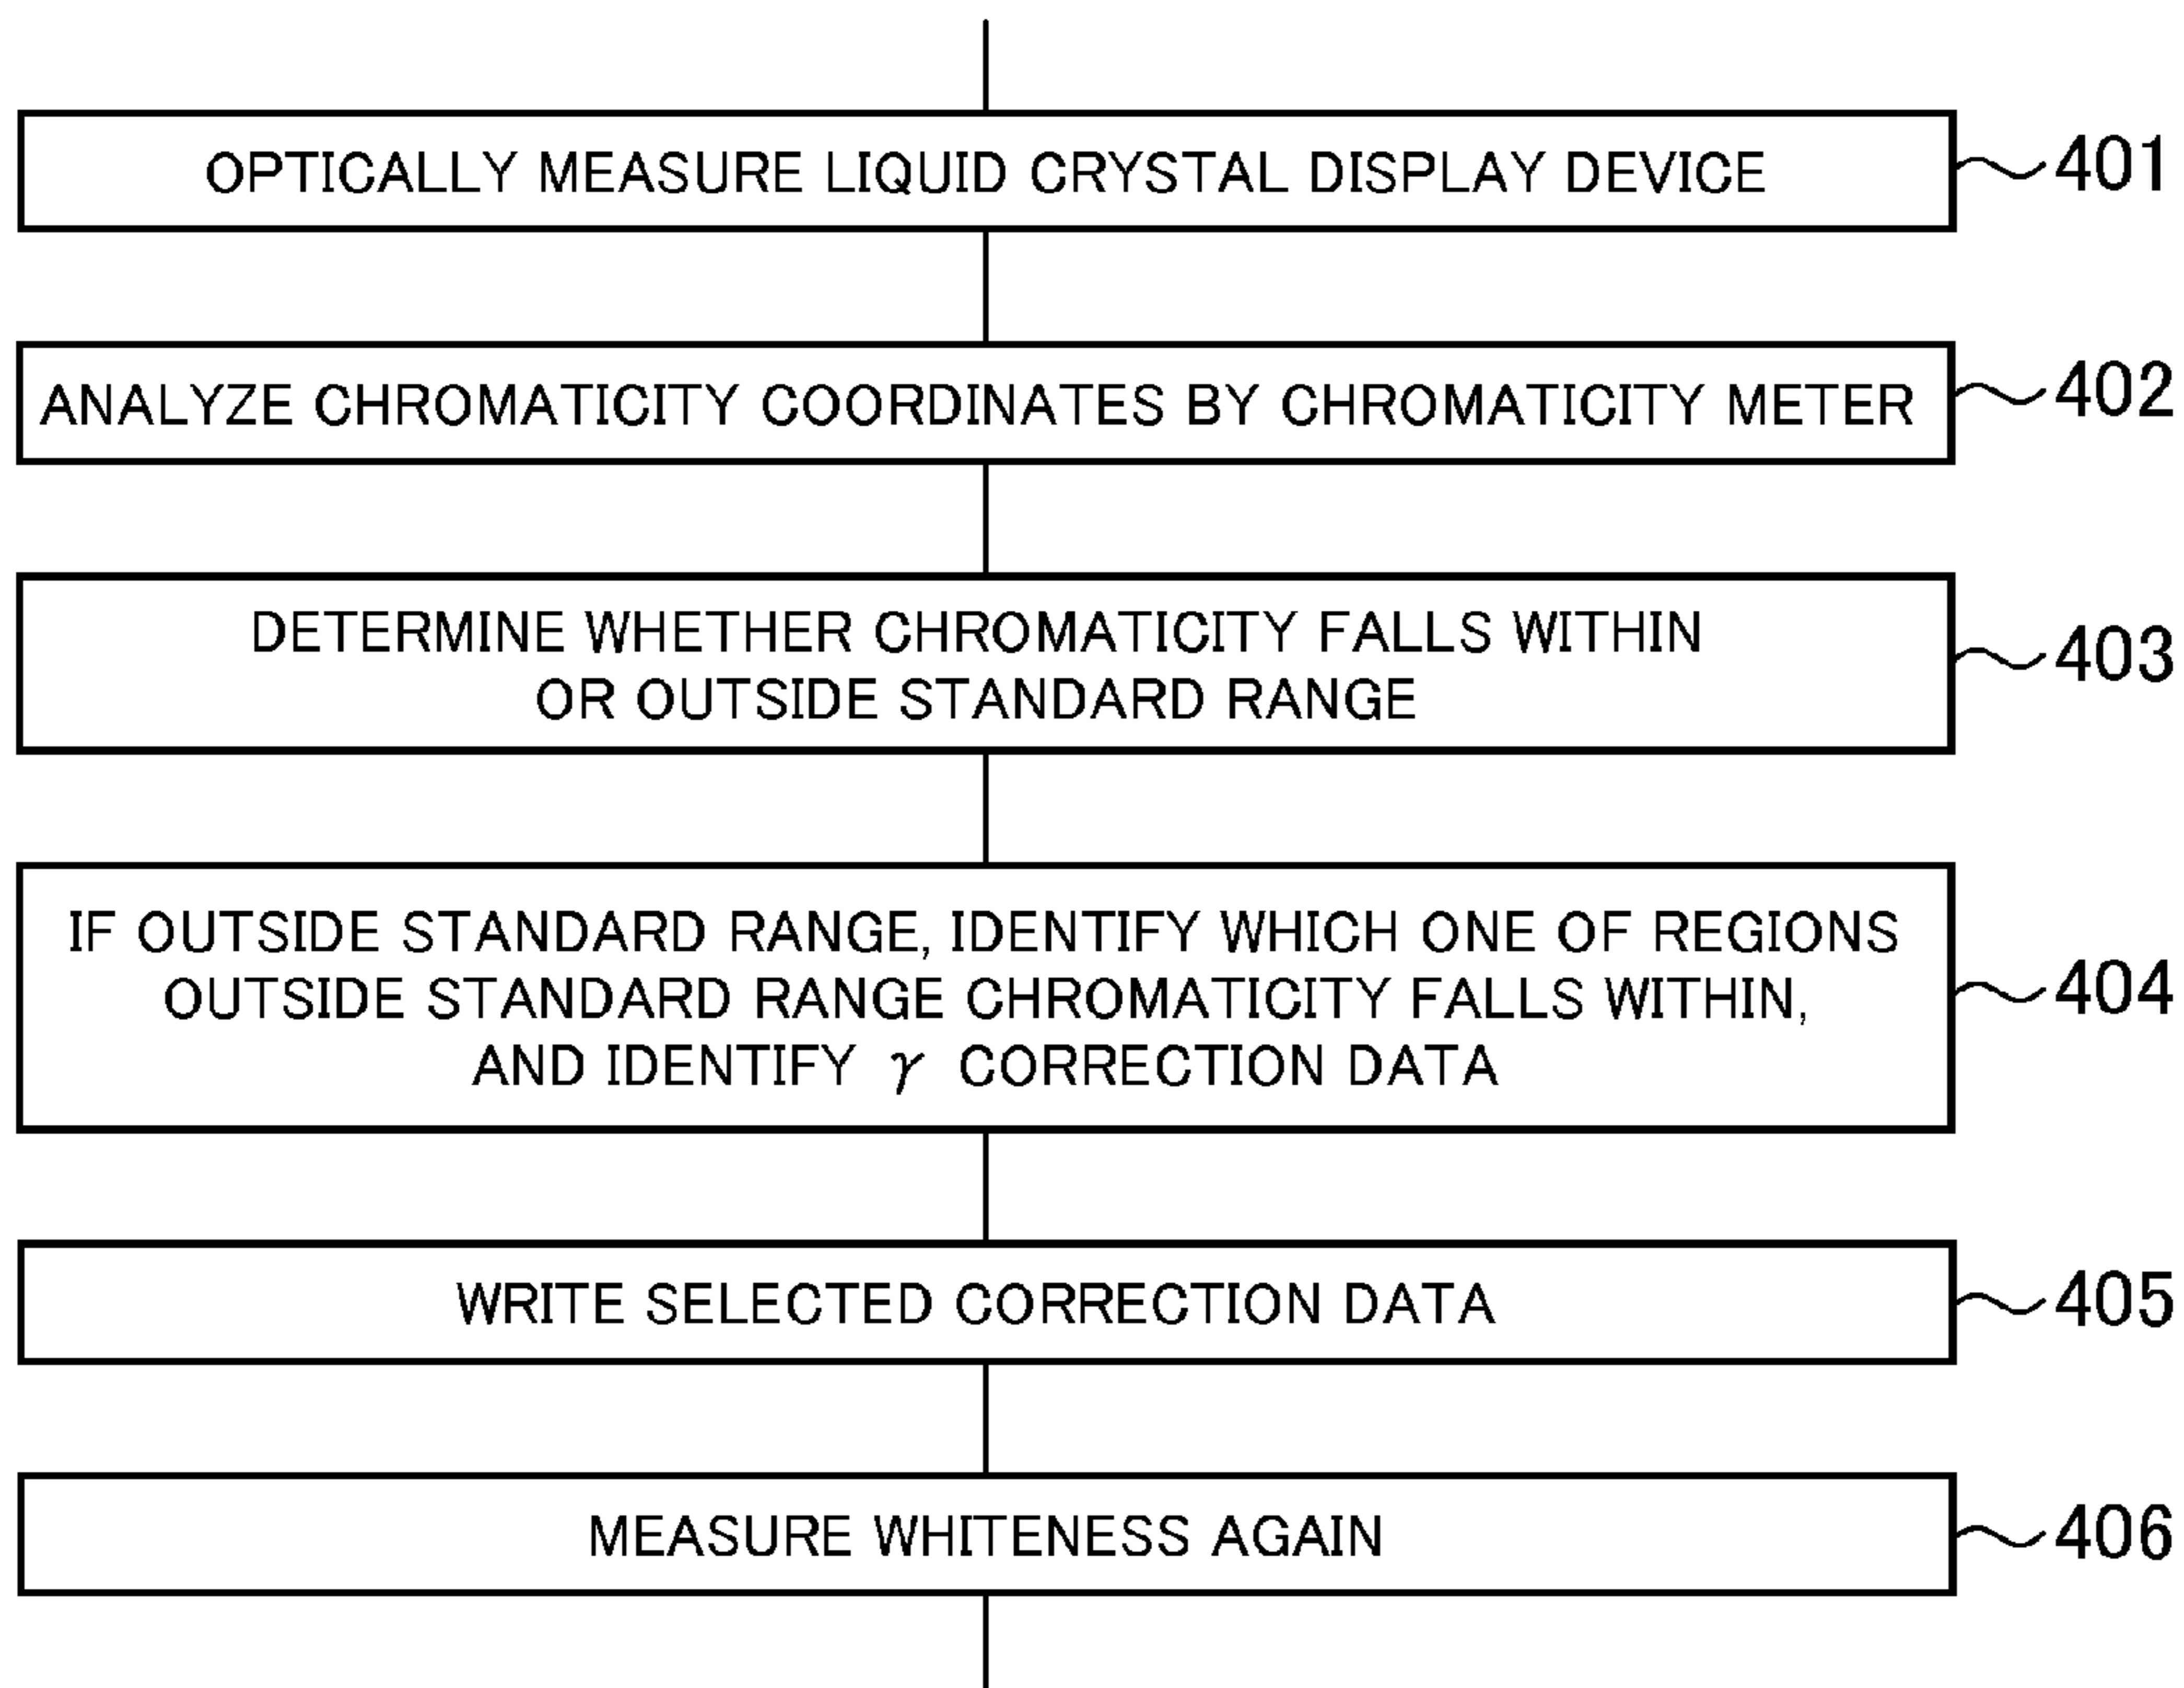 OPTICALLY MEASURE LIQUID CRYSTAL DISPLAY DEVICE 401
ANALYZE CHROMATICITY COORDINATES BY CHROMATICITY METER 402
DETERMINE WHETHER CHROMATICITY FALLS WITHIN
OR OUTSIDE STANDARD RANGE
403
IF OUTSIDE STANDARD RANGE, IDENTIFY WHICH ONE OF REGIONS
OUTSIDE STANDARD RANGE CHROMATICITY FALLS WITHIN,
AND IDENTIFY γ CORRECTION DATA
404
WRITE SELECTED CORRECTION DATA 405
MEASURE WHITENESS AGAIN 406